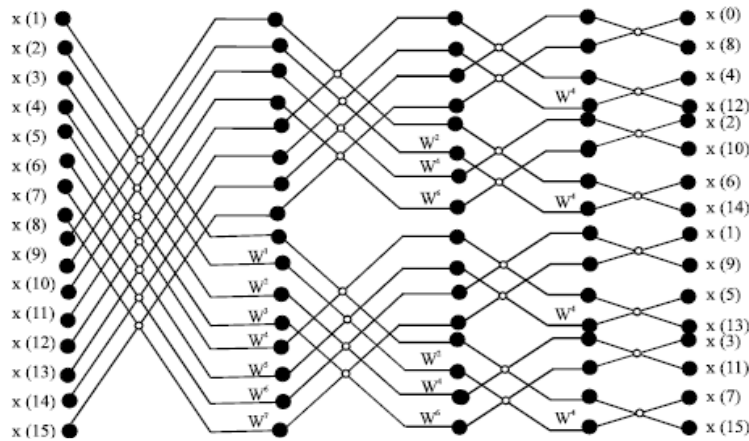 x (1)
x (2)
x (3)
x (4)
x (5)
x (6)
x (7)
x (8)
x (9)
x (10)
x (11)
x (12)
x (13)
x (14)
x (15)
W¹
W²
W³
W⁴
W⁵
W⁶
W⁷
W²
W⁶
W²
W⁴
W⁶
W⁴
W⁴
W⁴
W⁴
x (0)
x (8)
x (4)
x (12)
x (2)
x (10)
x (6)
x (14)
x (1)
x (9)
x (5)
x (13)
x (3)
x (11)
x (7)
x (15)